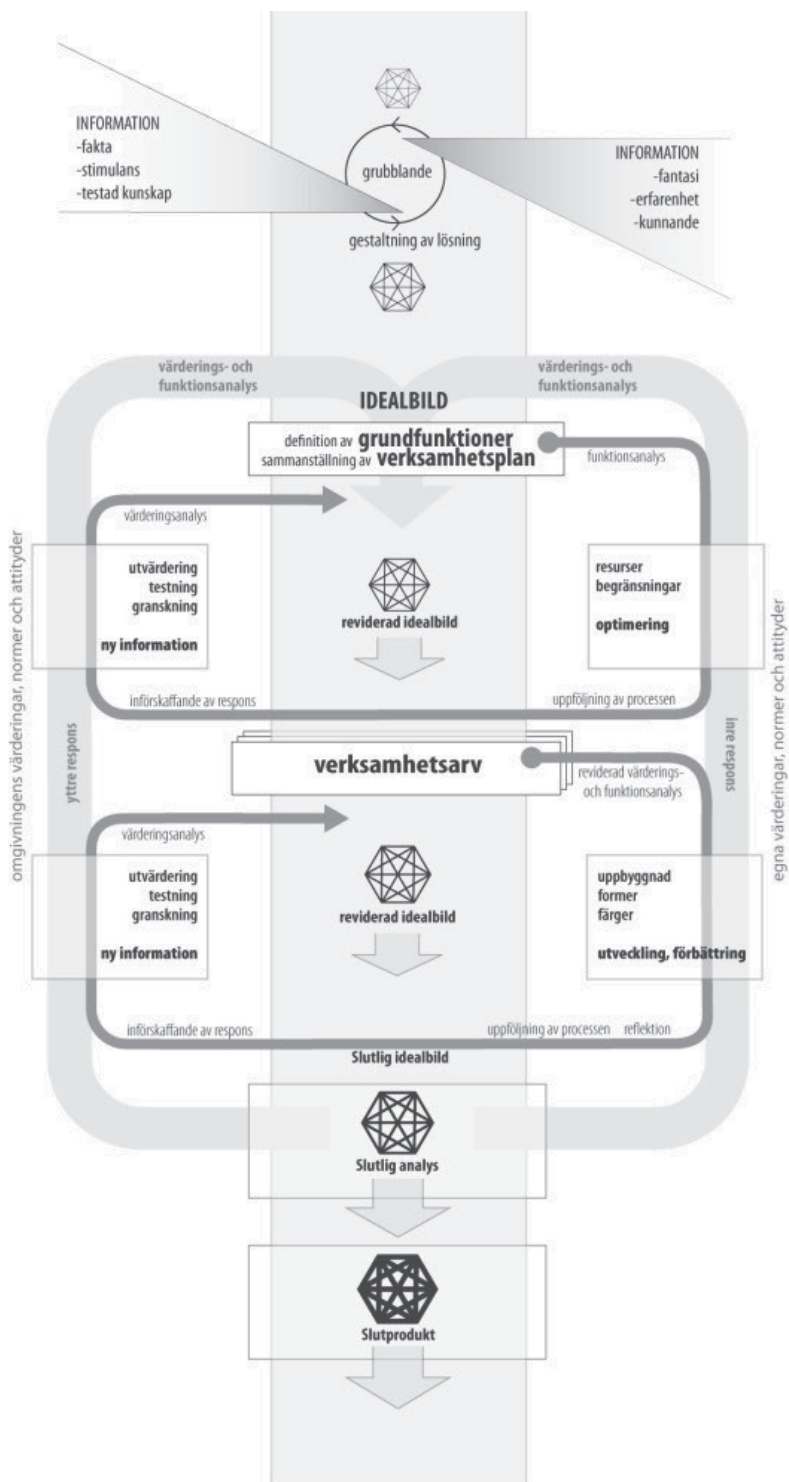 INFORMATION
-fakta
-stimulans
-testad kunskap
grubblande
gestaltning av lösning
INFORMATION
-fantasi
-erfarenhet
-kunnande
värderings- och
funktionsanalys
värderings- och
funktionsanalys
IDEALBILD
definition av grundfunktioner
sammanställning av verksamhetsplan
funktionsanalys
värderingsanalys
utvärdering
testning
granskning
ny information
reviderad idealbild
resurser
begränsningar
optimering
införskaffande av respons
uppföljning av processen
omgivningens värderingar, normer och attityder
yttre respons
inre respons
egna värderingar, normer och attityder
verksamhetsarv
reviderad värderings-
och funktionsanalys
värderingsanalys
utvärdering
testning
granskning
ny information
reviderad idealbild
uppbyggnad
former
färger
utveckling, förbättring
införskaffande av respons
uppföljning av processen
reflektion
Slutlig idealbild
Slutlig analys
Slutprodukt